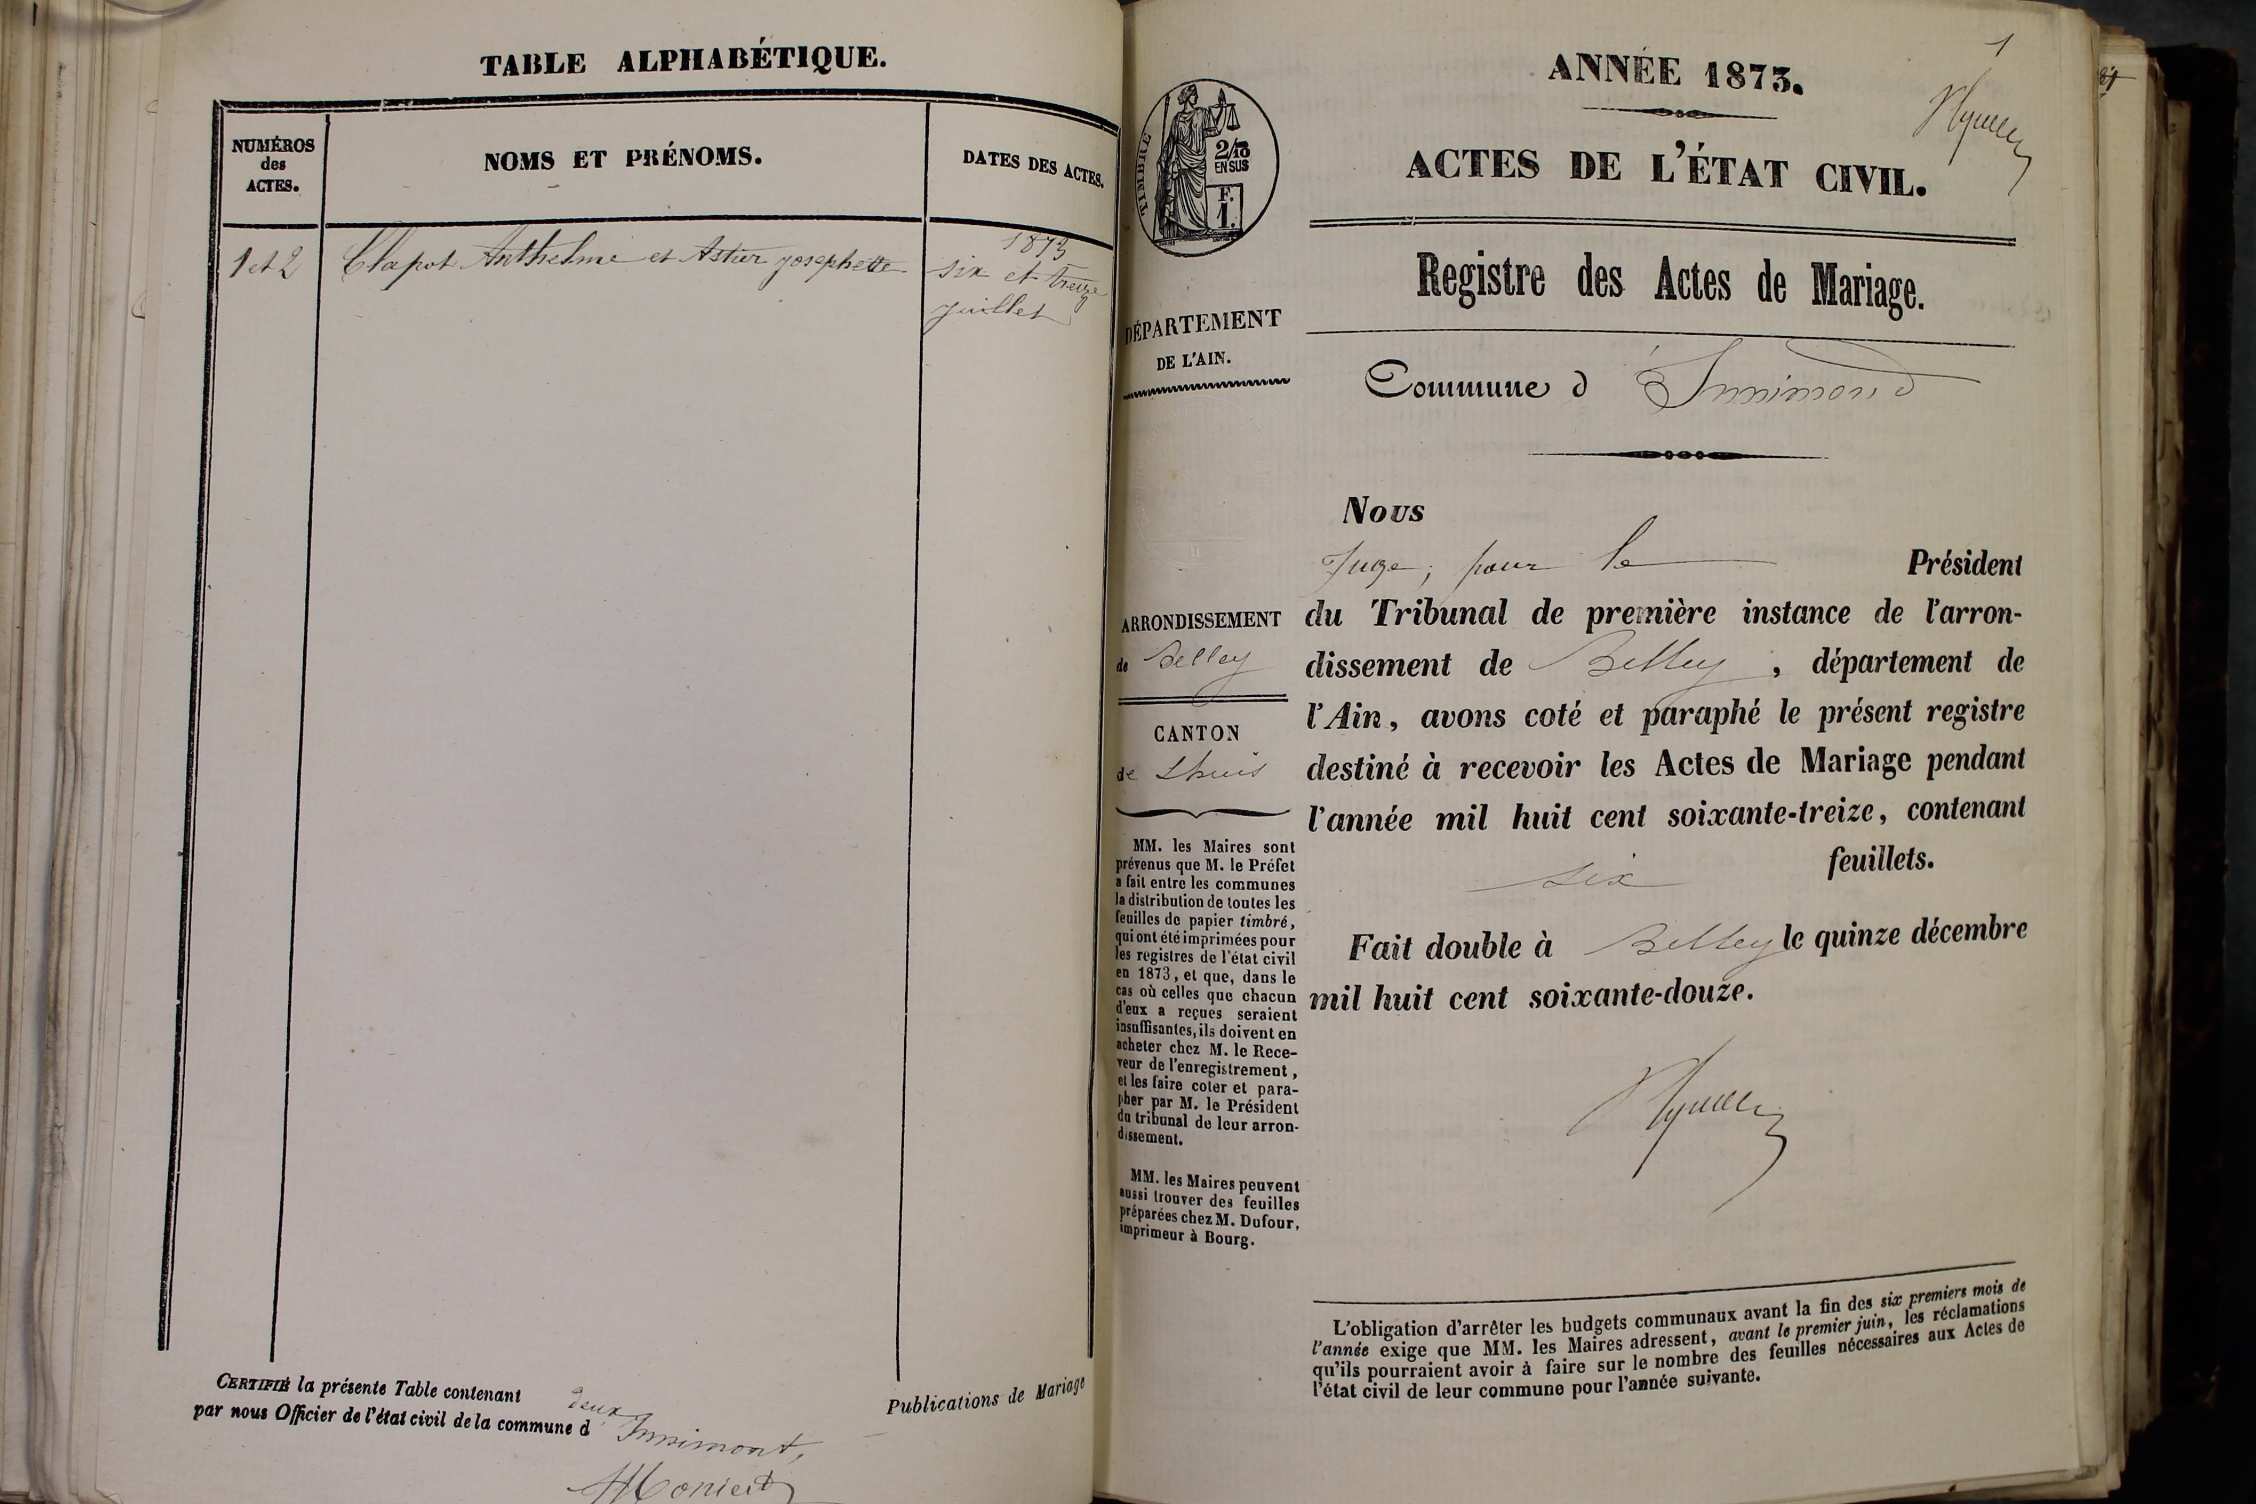 TABLE ALPHABÉTIQUE.
NUMÉROS
des
ACTES.
NOMS ET PRÉNOMS.
DATES DES ACTES.
1 et 2
Clapot Anthelme et Astier josephette
1873
six et treize
juillet
CERTIFIÉ la présente Table contenant deux Publications de Mariage
par nous Officier de l'état civil de la commune d Innimont,
ANNÉE 1873.
1
ACTES DE L'ÉTAT CIVIL.
TIMBRE
2/10
EN SUS
F.
1.
Registre des Actes de Mariage.
DÉPARTEMENT
DE L'AIN.
Commune d'Innimond
Nous
Juge, pour le Président
du Tribunal de première instance de l'arron-
dissement de Belley, département de
l'Ain, avons coté et paraphé le présent registre
destiné à recevoir les Actes de Mariage pendant
l'année mil huit cent soixante-treize, contenant
six feuillets.
Fait double à Belley le quinze décembre
mil huit cent soixante-douze.
ARRONDISSEMENT
de Belley
CANTON
de Lhuis
MM. les Maires sont
prévenus que M. le Préfet
a fait entre les communes
la distribution de toutes les
feuilles de papier timbré,
qui ont été imprimées pour
les registres de l'état civil
en 1873, et que, dans le
cas où celles que chacun
d'eux a reçues seraient
insuffisantes, ils doivent en
acheter chez M. le Rece-
veur de l'enregistrement,
et les faire coter et para-
pher par M. le Président
du tribunal de leur arron-
dissement.
MM. les Maires peuvent
aussi trouver des feuilles
préparées chez M. Dufour,
imprimeur à Bourg.
L'obligation d'arrêter les budgets communaux avant la fin des six premiers mois de
l'année exige que MM. les Maires adressent, avant le premier juin, les réclamations
qu'ils pourraient avoir à faire sur le nombre des feuilles nécessaires aux Actes de
l'état civil de leur commune pour l'année suivante.